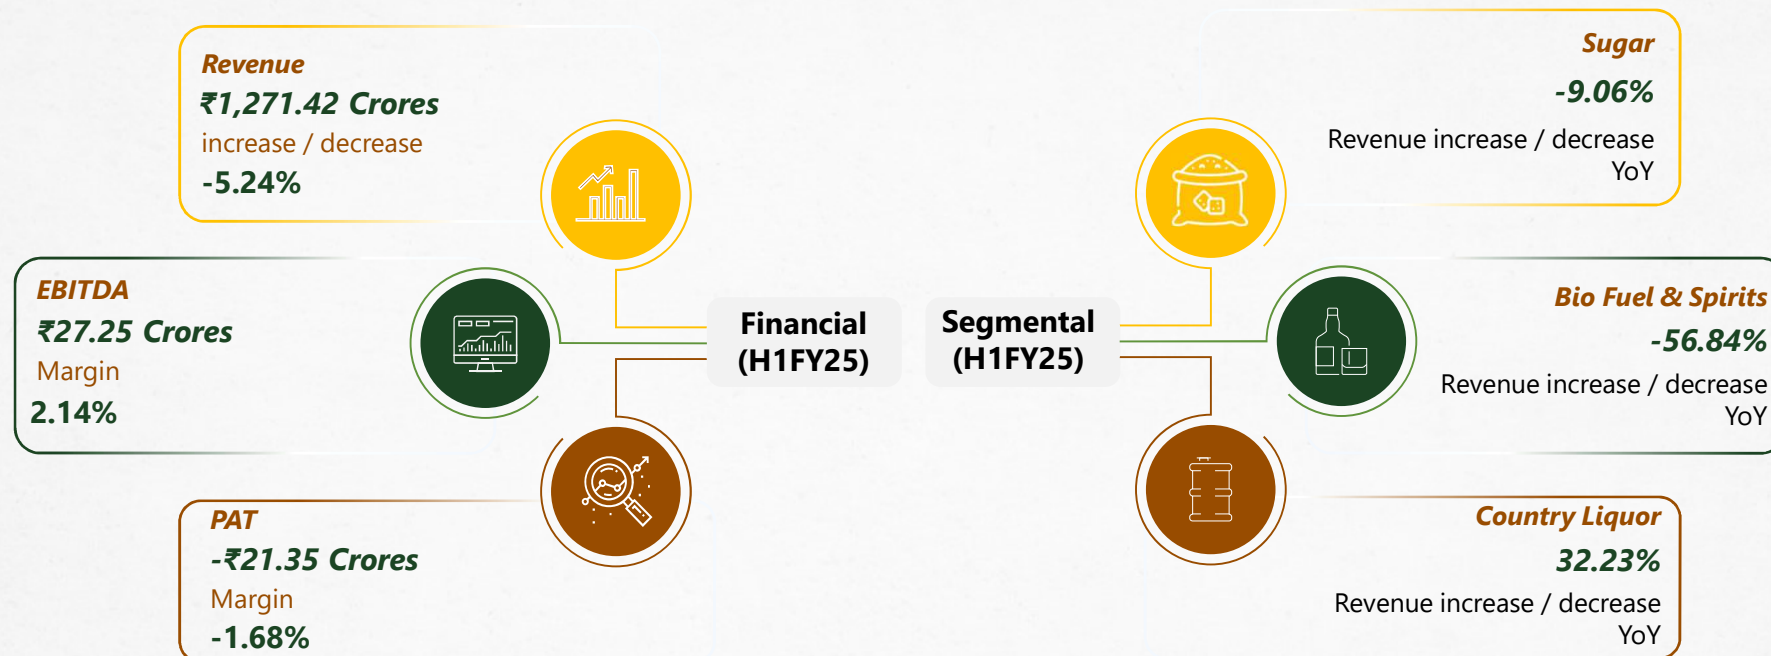 Revenue
₹1,271.42 Crores
increase / decrease
-5.24%
EBITDA
₹27.25 Crores
Margin
2.14%
PAT
-₹21.35 Crores
Margin
-1.68%
Financial
(H1FY25)
Segmental
(H1FY25)
Sugar
-9.06%
Revenue increase / decrease
YoY
Bio Fuel & Spirits
-56.84%
Revenue increase / decrease
YoY
Country Liquor
32.23%
Revenue increase / decrease
YoY